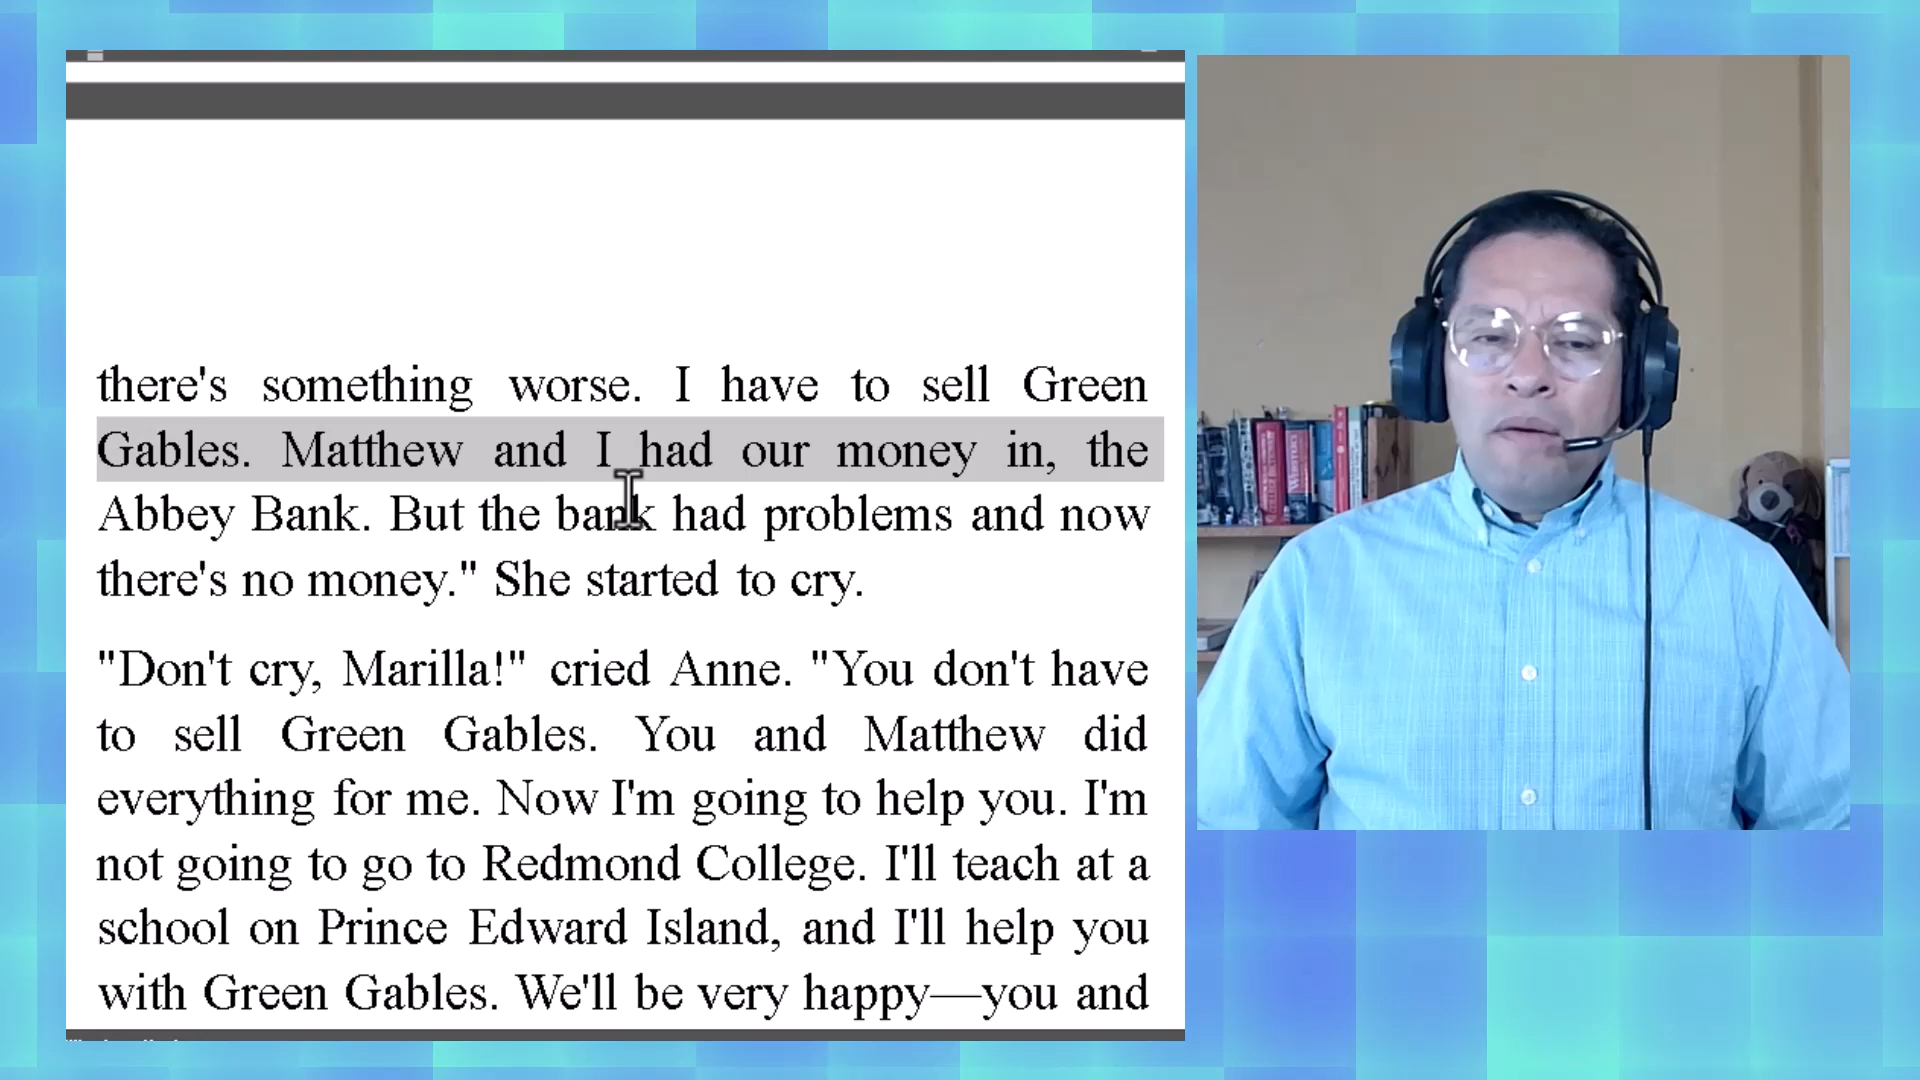 there's something worse. I have to sell Green
Gables. Matthew and I had our money in, the
Abbey Bank. But the bank had problems and now
there's no money." She started to cry.
"Don't cry, Marilla!" cried Anne. "You don't have
to sell Green Gables. You and Matthew did
everything for me. Now I'm going to help you. I'm
not going to go to Redmond College. I'll teach at a
school on Prince Edward Island, and I'll help you
with Green Gables. We'll be very happy—you and